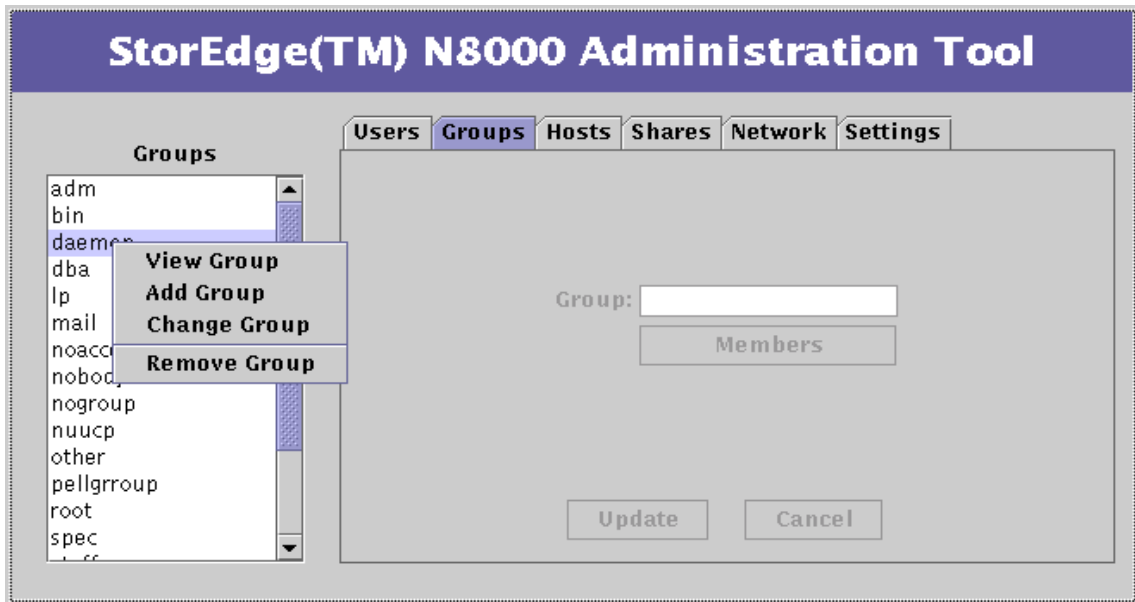 StorEdge(TM) N8000 Administration Tool
Users Groups Hosts Shares Network Settings
Groups
adm
bin
daemon
dba
lp
mail
nogroup
nuucp
other
pellgrroup
root
spec
View Group
Add Group
Change Group
Remove Group
Group:
Members
Update Cancel